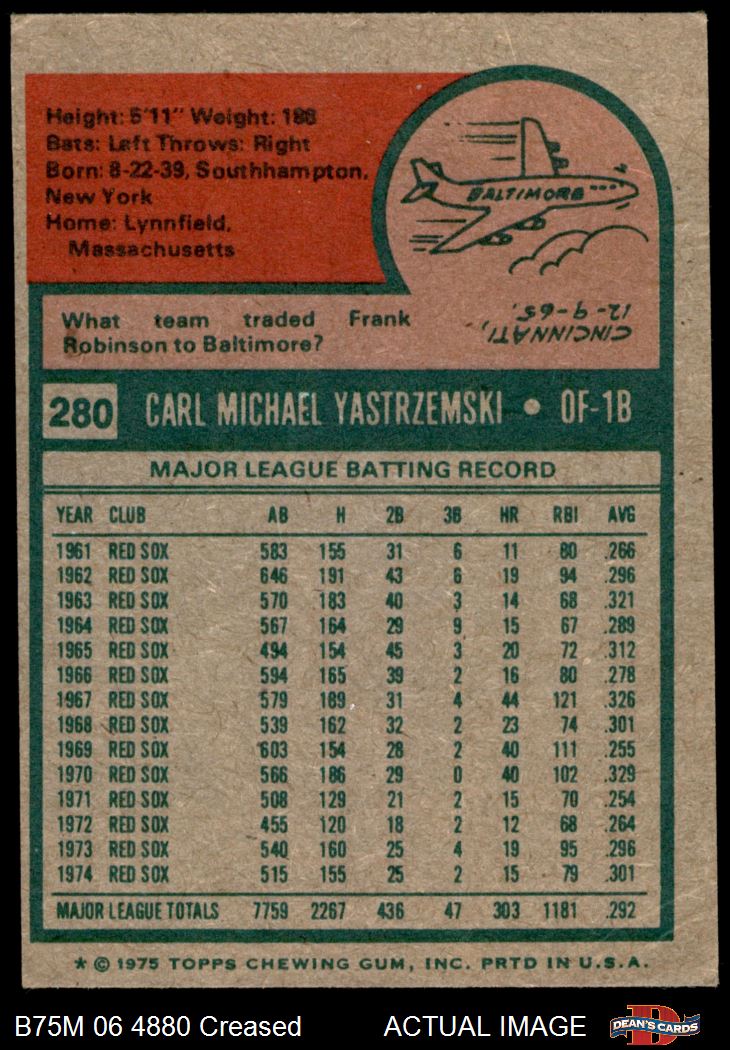 Height: 5'11" Weight: 188
Bats: Left Throws: Right
Born: 8-22-39, Southhampton,
New York
Home: Lynnfield,
Massachusetts
BALTIMORE
What team traded Frank
Robinson to Baltimore?
CINCINNATI,
12-9-65.
280 CARL MICHAEL YASTRZEMSKI • OF-1B
MAJOR LEAGUE BATTING RECORD
YEAR CLUB AB H 2B 3B HR RBI AVG
1961 RED SOX 583 155 31 6 11 80 .266
1962 RED SOX 646 191 43 6 19 94 .296
1963 RED SOX 570 183 40 3 14 68 .321
1964 RED SOX 567 164 29 9 15 67 .289
1965 RED SOX 494 154 45 3 20 72 .312
1966 RED SOX 594 165 39 2 16 80 .278
1967 RED SOX 579 189 31 4 44 121 .326
1968 RED SOX 539 162 32 2 23 74 .301
1969 RED SOX 603 154 28 2 40 111 .255
1970 RED SOX 566 186 29 0 40 102 .329
1971 RED SOX 508 129 21 2 15 70 .254
1972 RED SOX 455 120 18 2 12 68 .264
1973 RED SOX 540 160 25 4 19 95 .296
1974 RED SOX 515 155 25 2 15 79 .301
MAJOR LEAGUE TOTALS 7759 2267 436 47 303 1181 .292
* © 1975 TOPPS CHEWING GUM, INC. PRTD IN U.S.A.
B75M 06 4880 Creased ACTUAL IMAGE
DEAN'S CARDS